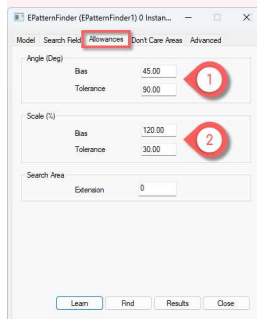 EPatternFinder (EPatternFinder1) 0 Instan...
Model Search Field Allowances Don't Care Areas Advanced
Angle (Deg)
Bias 45.00
Tolerance 90.00
1
Scale (%)
Bias 120.00
Tolerance 30.00
2
Search Area
Extension 0
Learn Find Results Close